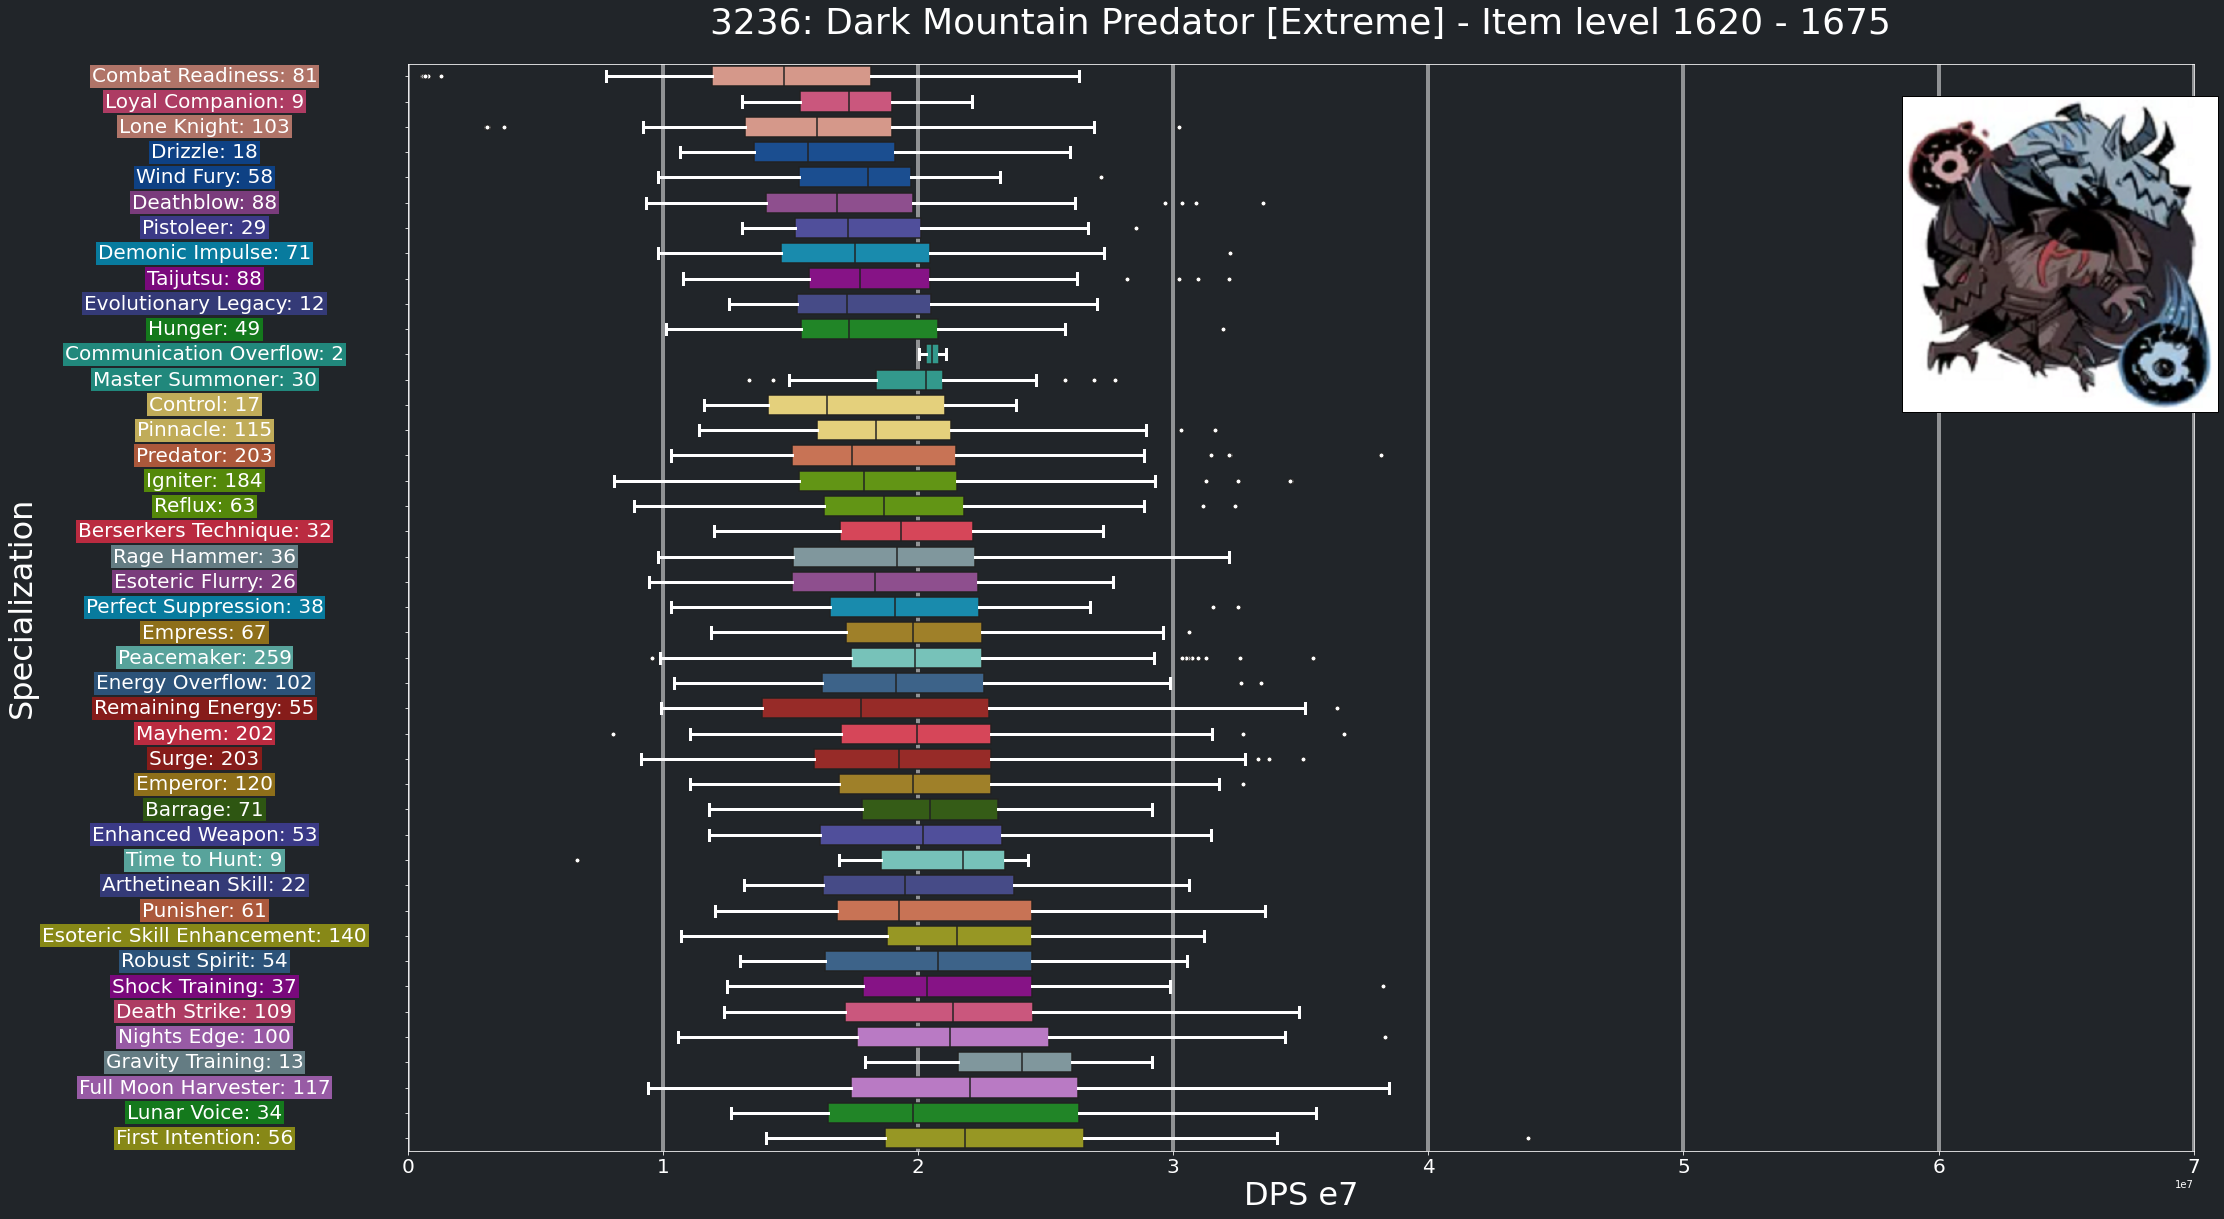 3236: Dark Mountain Predator [Extreme] - Item level 1620 - 1675
Specialization
Combat Readiness: 81
Loyal Companion: 9
Lone Knight: 103
Drizzle: 18
Wind Fury: 58
Deathblow: 88
Pistoleer: 29
Demonic Impulse: 71
Taijutsu: 88
Evolutionary Legacy: 12
Hunger: 49
Communication Overflow: 2
Master Summoner: 30
Control: 17
Pinnacle: 115
Predator: 203
Igniter: 184
Reflux: 63
Berserkers Technique: 32
Rage Hammer: 36
Esoteric Flurry: 26
Perfect Suppression: 38
Empress: 67
Peacemaker: 259
Energy Overflow: 102
Remaining Energy: 55
Mayhem: 202
Surge: 203
Emperor: 120
Barrage: 71
Enhanced Weapon: 53
Time to Hunt: 9
Arthetinean Skill: 22
Punisher: 61
Esoteric Skill Enhancement: 140
Robust Spirit: 54
Shock Training: 37
Death Strike: 109
Nights Edge: 100
Gravity Training: 13
Full Moon Harvester: 117
Lunar Voice: 34
First Intention: 56
0 1 2 3 4 5 6 7
1e7
DPS e7